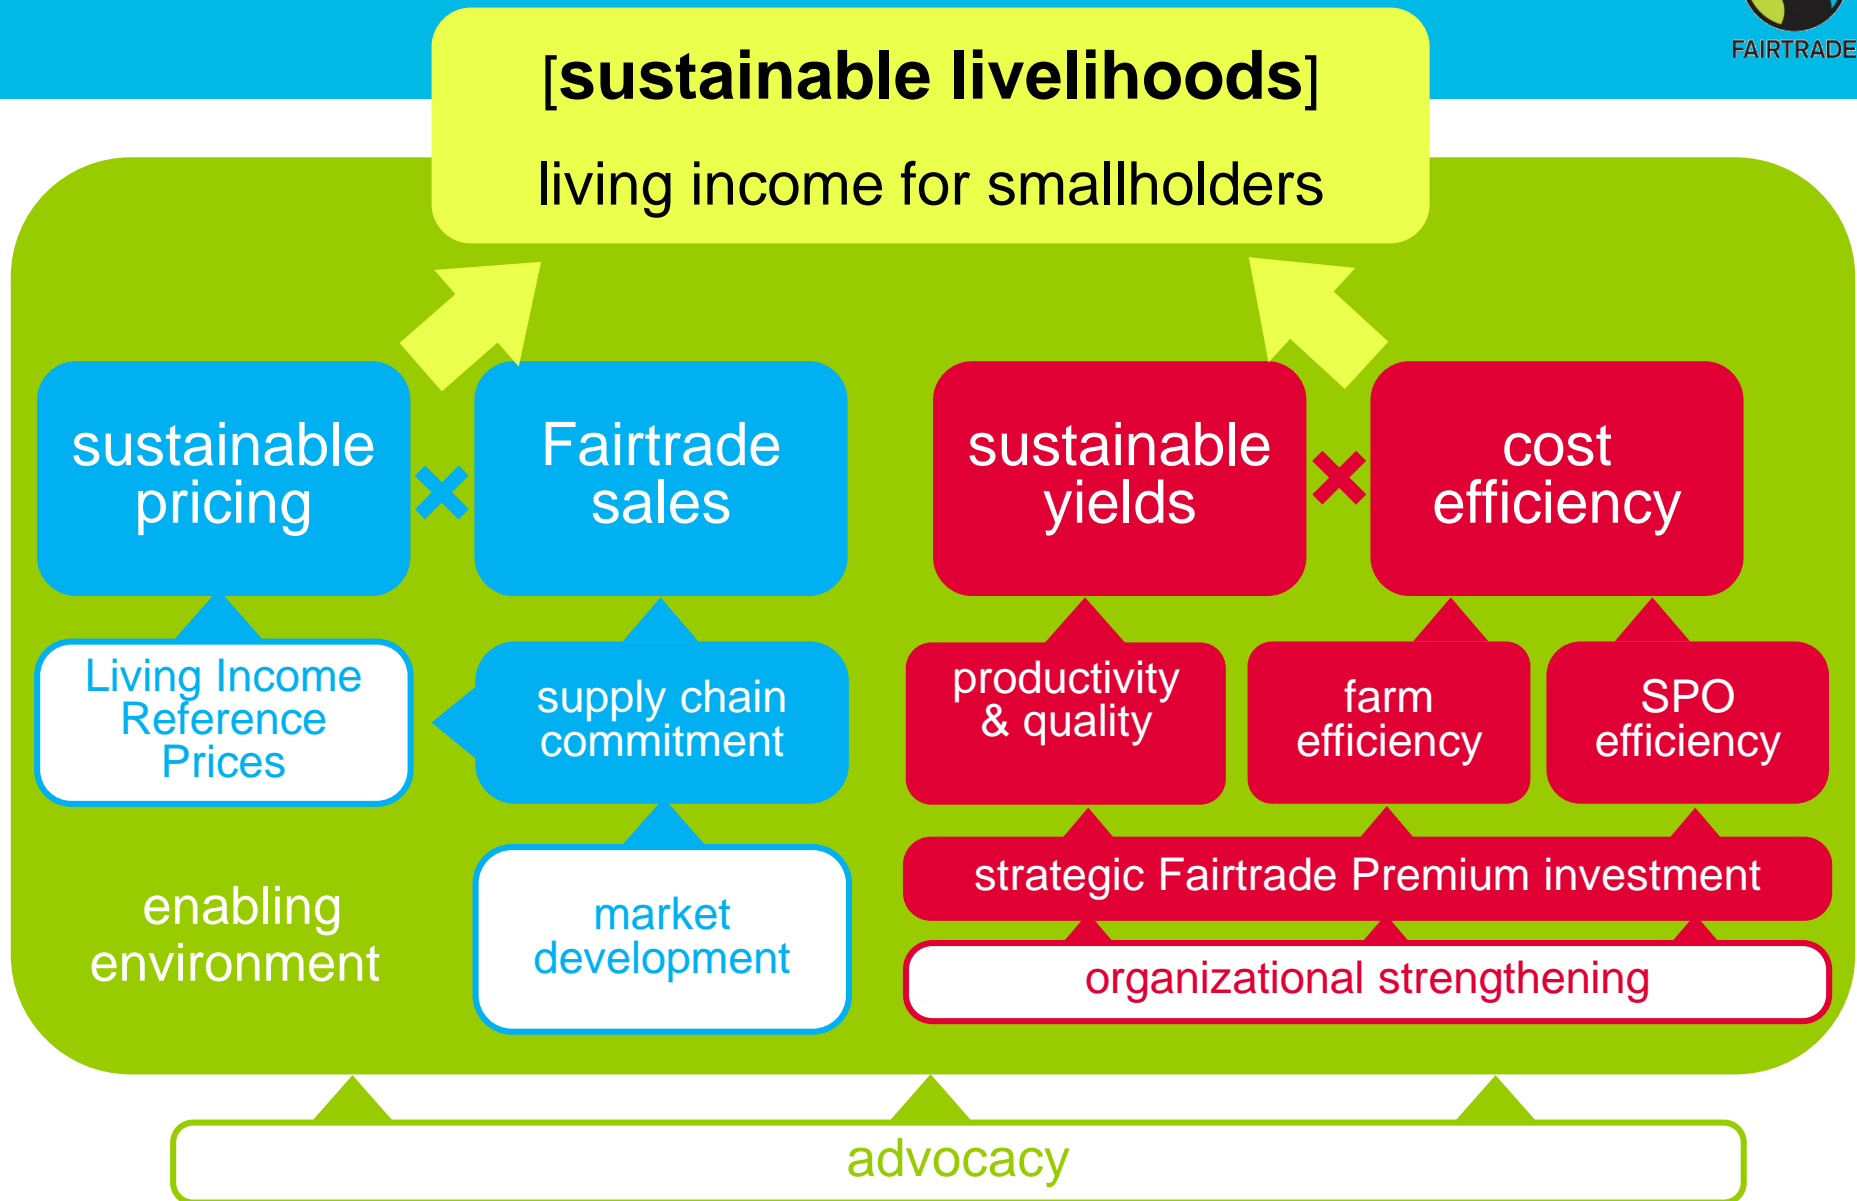 FAIRTRADE
[sustainable livelihoods]
living income for smallholders
sustainable
pricing
×
Fairtrade
sales
sustainable
yields
×
cost
efficiency
Living Income
Reference
Prices
supply chain
commitment
productivity
& quality
farm
efficiency
SPO
efficiency
enabling
environment
market
development
strategic Fairtrade Premium investment
organizational strengthening
advocacy